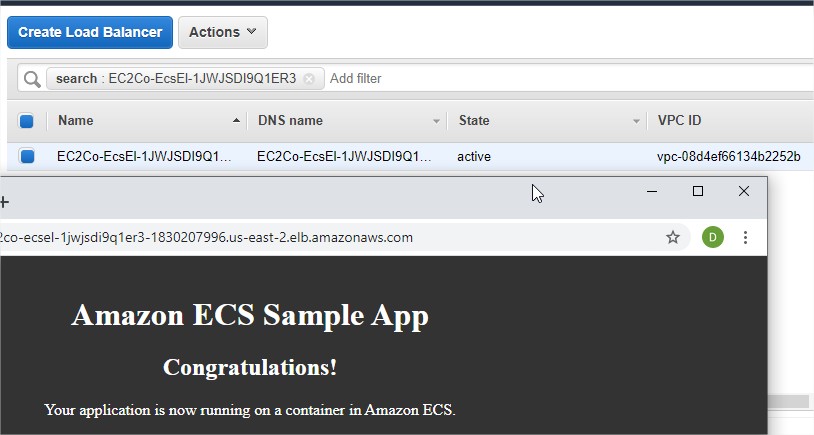 Create Load Balancer Actions
search : EC2Co-EcsEl-1JWJSDI9Q1ER3 Add filter
Name DNS name State VPC ID
EC2Co-EcsEl-1JWJSDI9Q1... EC2Co-EcsEl-1JWJSDI9Q1... active vpc-08d4ef66134b2252b
2co-ecsel-1jwjsdi9q1er3-1830207996.us-east-2.elb.amazonaws.com D
Amazon ECS Sample App
Congratulations!
Your application is now running on a container in Amazon ECS.